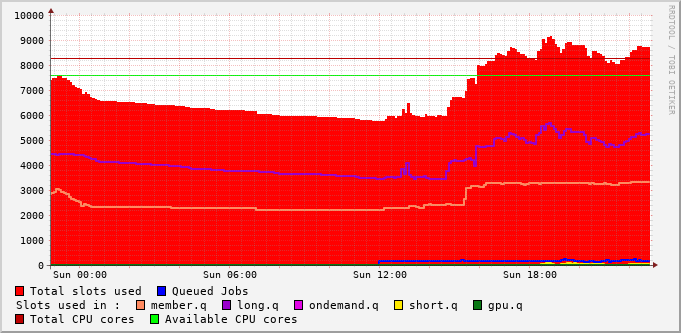 10000
9000
8000
7000
6000
5000
4000
3000
2000
1000
0
Sun 00:00 Sun 06:00 Sun 12:00 Sun 18:00
Total slots used Queued Jobs
Slots used in : member.q long.q ondemand.q short.q gpu.q
Total CPU cores Available CPU cores
RRDTOOL / TOBI OETIKER